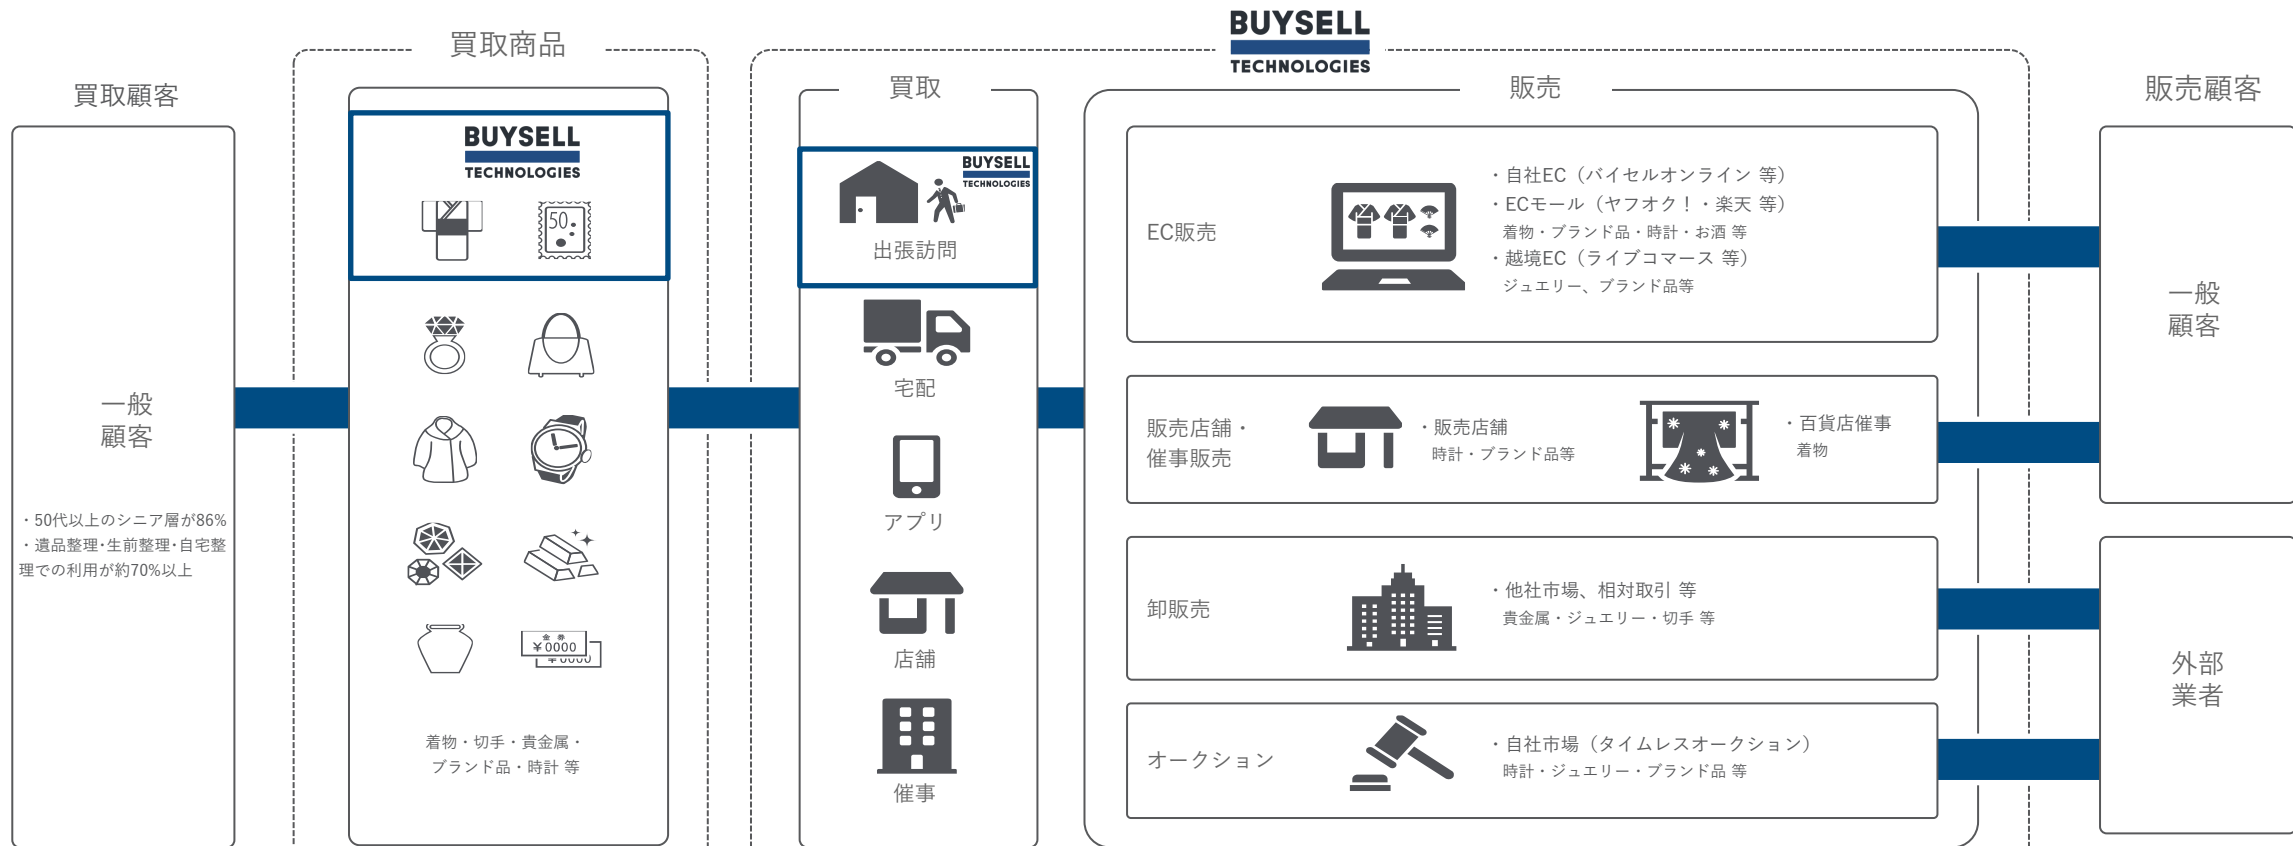 買取顧客
一般
顧客
・50代以上のシニア層が86%
・遺品整理・生前整理・自宅整
理での利用が約70%以上
買取商品
BUYSELL
TECHNOLOGIES
50
金券
¥0000
¥0000
着物・切手・貴金属・
ブランド品・時計 等
BUYSELL
TECHNOLOGIES
買取
BUYSELL
TECHNOLOGIES
出張訪問
宅配
アプリ
店舗
催事
販売
EC販売
・自社EC（バイセルオンライン 等）
・ECモール（ヤフオク！・楽天 等）
着物・ブランド品・時計・お酒 等
・越境EC（ライブコマース 等）
ジュエリー、ブランド品等
販売店舗・
催事販売
・販売店舗
時計・ブランド品等
・百貨店催事
着物
卸販売
・他社市場、相対取引 等
貴金属・ジュエリー・切手 等
オークション
・自社市場（タイムレスオークション）
時計・ジュエリー・ブランド品 等
販売顧客
一般
顧客
外部
業者